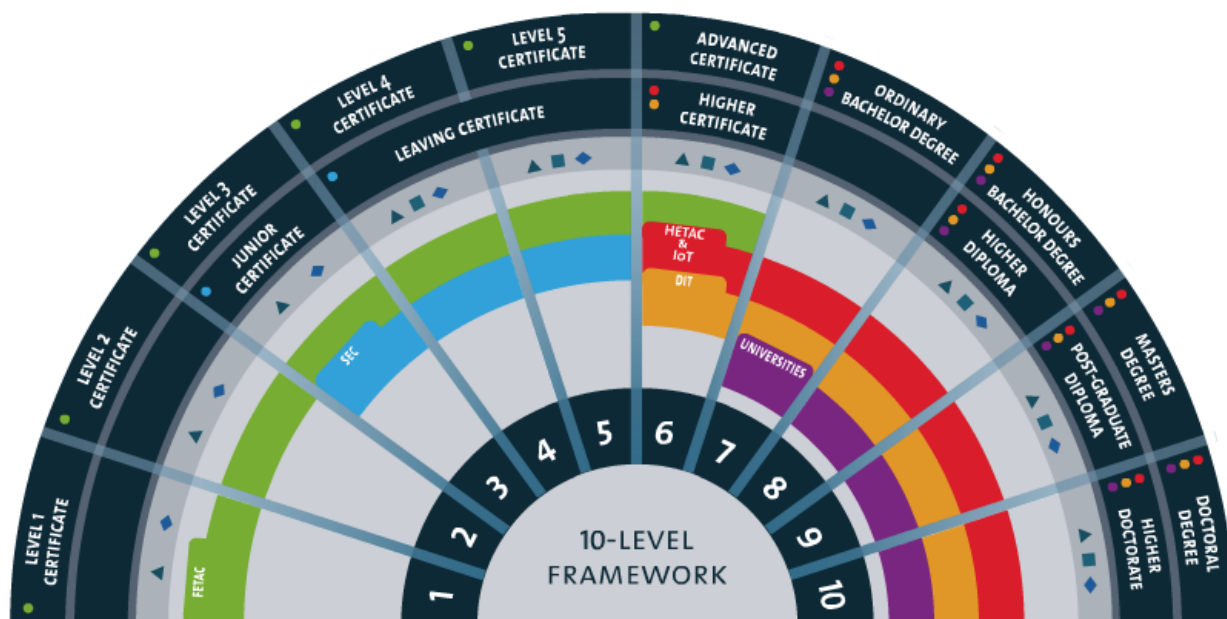 LEVEL 1
CERTIFICATE
LEVEL 2
CERTIFICATE
LEVEL 3
CERTIFICATE
LEVEL 4
CERTIFICATE
LEVEL 5
CERTIFICATE
ADVANCED
CERTIFICATE
ORDINARY
BACHELOR DEGREE
HONOURS
BACHELOR DEGREE
MASTERS
DEGREE
DOCTORAL
DEGREE
JUNIOR
CERTIFICATE
LEAVING CERTIFICATE
HIGHER
CERTIFICATE
HIGHER
DIPLOMA
POST-GRADUATE
DIPLOMA
HIGHER
DOCTORATE
FETAC
SEC
HETAC
&
IoT
DIT
UNIVERSITIES
1
2
3
4
5
6
7
8
9
10
10-LEVEL
FRAMEWORK